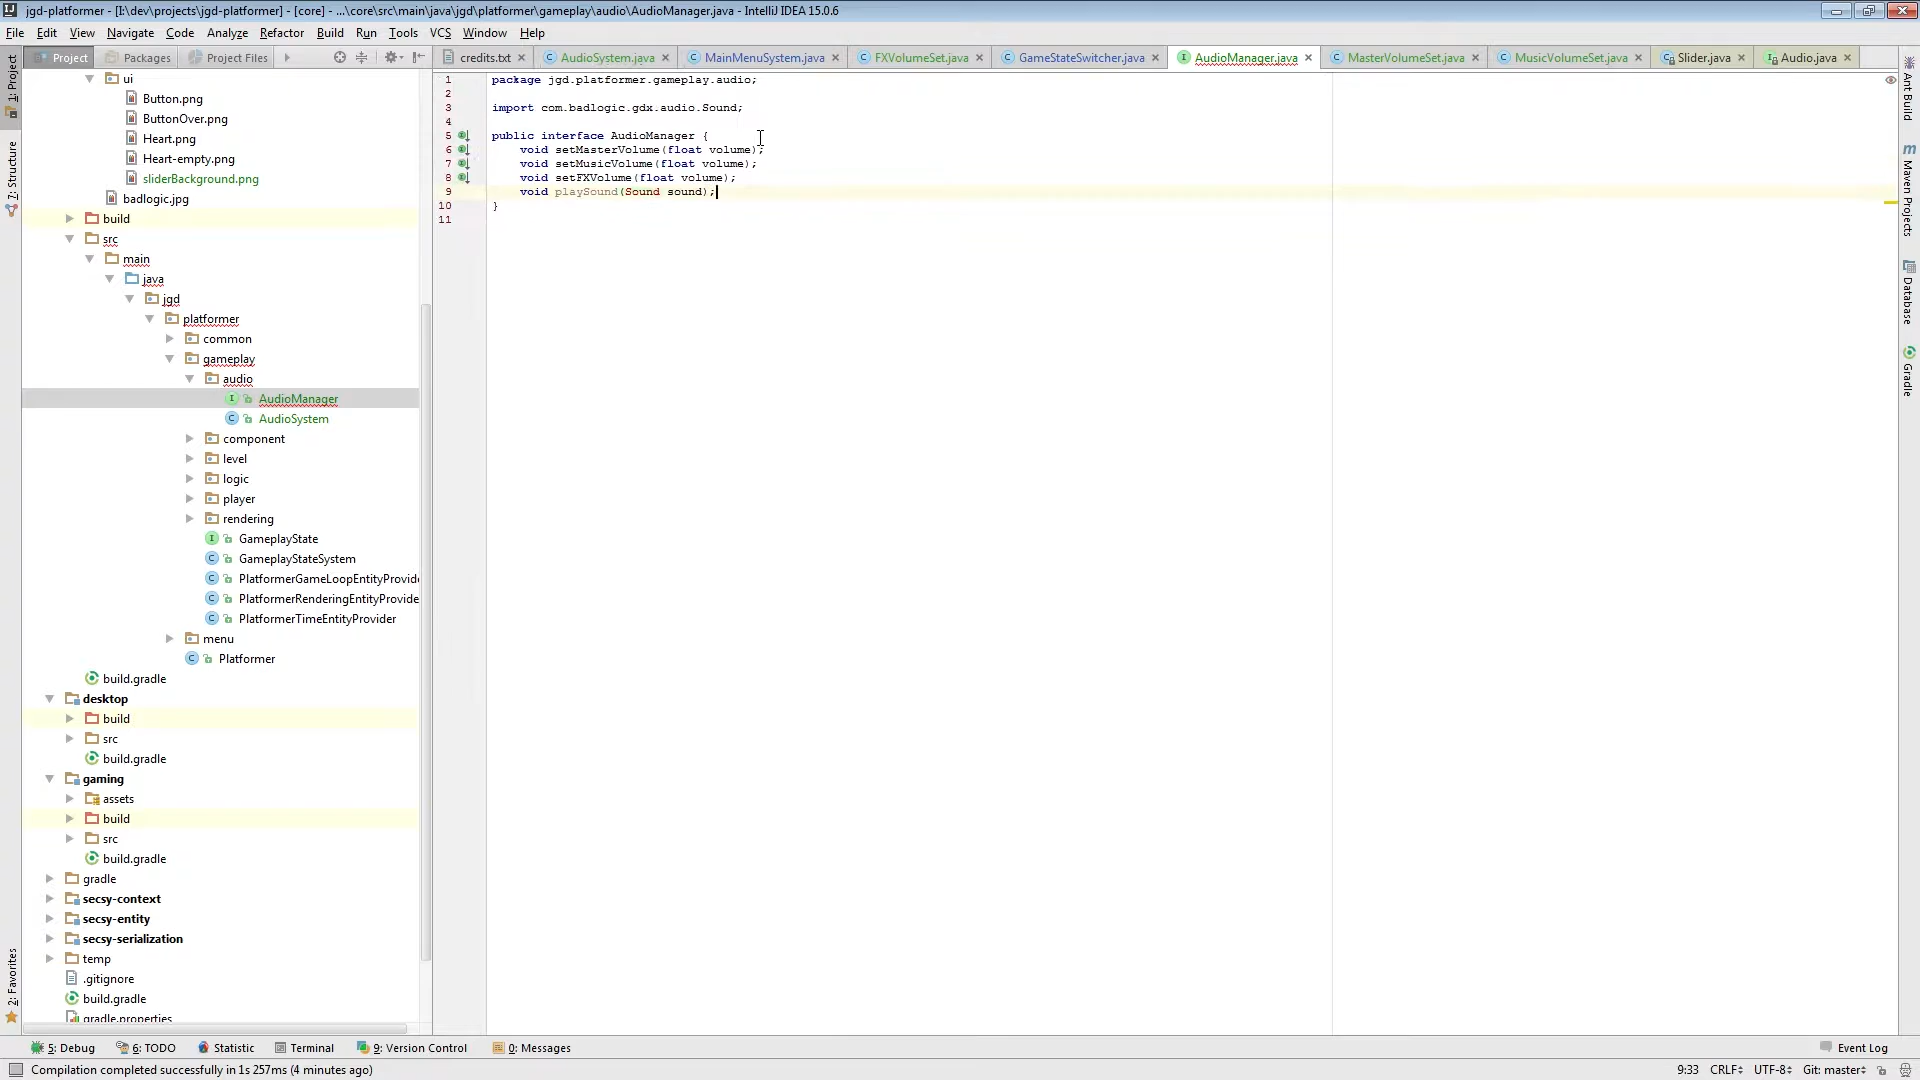 jgd-platformer - [I:\dev\projects\jgd-platformer] - [core] - ...\core\src\main\java\jgd\platformer\gameplay\audio\AudioManager.java - IntelliJ IDEA 15.0.6
File Edit View Navigate Code Analyze Refactor Build Run Tools VCS Window Help
Project Packages Project Files
credits.txt AudioSystem.java MainMenuSystem.java FXVolumeSet.java GameStateSwitcher.java AudioManager.java MasterVolumeSet.java MusicVolumeSet.java Slider.java Audio.java
1: Project
7: Structure
2: Favorites
ui
Button.png
ButtonOver.png
Heart.png
Heart-empty.png
sliderBackground.png
badlogic.jpg
build
src
main
java
jgd
platformer
common
gameplay
audio
AudioManager
AudioSystem
component
level
logic
player
rendering
GameplayState
GameplayStateSystem
PlatformerGameLoopEntityProvid
PlatformerRenderingEntityProvide
PlatformerTimeEntityProvider
menu
Platformer
build.gradle
desktop
build
src
build.gradle
gaming
assets
build
src
build.gradle
gradle
secsy-context
secsy-entity
secsy-serialization
temp
.gitignore
build.gradle
gradle.properties
1 package jgd.platformer.gameplay.audio;
2
3 import com.badlogic.gdx.audio.Sound;
4
5 public interface AudioManager {
6 void setMasterVolume(float volume);
7 void setMusicVolume(float volume);
8 void setFXVolume(float volume);
9 void playSound(Sound sound);
10 }
11
Ant Build
Maven Projects
Database
Gradle
5: Debug 6: TODO Statistic Terminal 9: Version Control 0: Messages Event Log
Compilation completed successfully in 1s 257ms (4 minutes ago) 9:33 CRLF UTF-8 Git: master